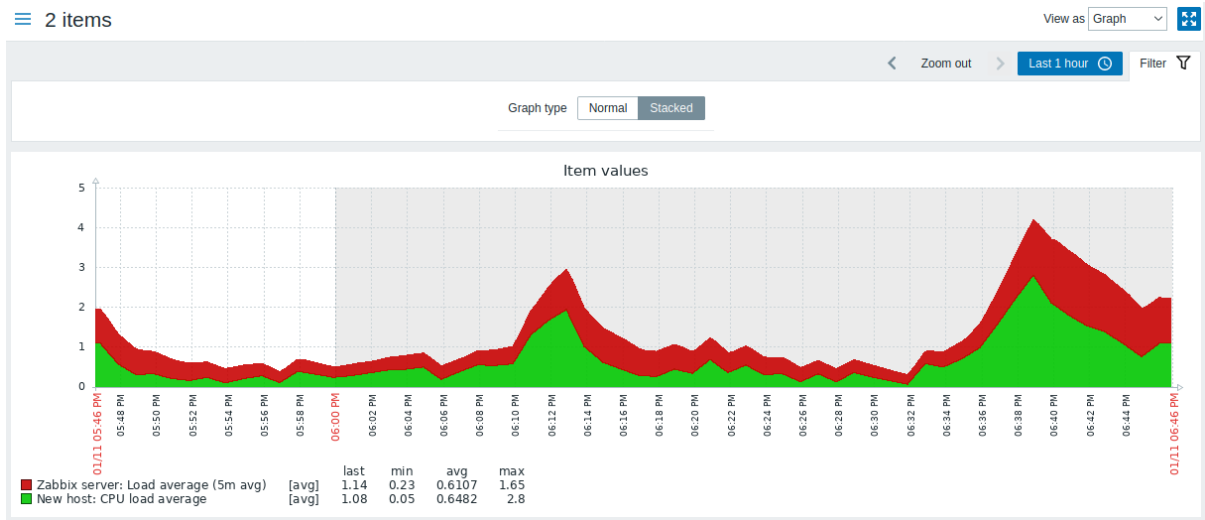 2 items
View as Graph
Zoom out
Last 1 hour
Filter
Graph type Normal Stacked
Item values
5
4
3
2
1
0
01/11 05:46 PM
05:48 PM
05:50 PM
05:52 PM
05:54 PM
05:56 PM
05:58 PM
06:00 PM
06:02 PM
06:04 PM
06:06 PM
06:08 PM
06:10 PM
06:12 PM
06:14 PM
06:16 PM
06:18 PM
06:20 PM
06:22 PM
06:24 PM
06:26 PM
06:28 PM
06:30 PM
06:32 PM
06:34 PM
06:36 PM
06:38 PM
06:40 PM
06:42 PM
06:44 PM
01/11 06:46 PM
last min avg max
Zabbix server: Load average (5m avg) [avg] 1.14 0.23 0.6107 1.65
New host: CPU load average [avg] 1.08 0.05 0.6482 2.8